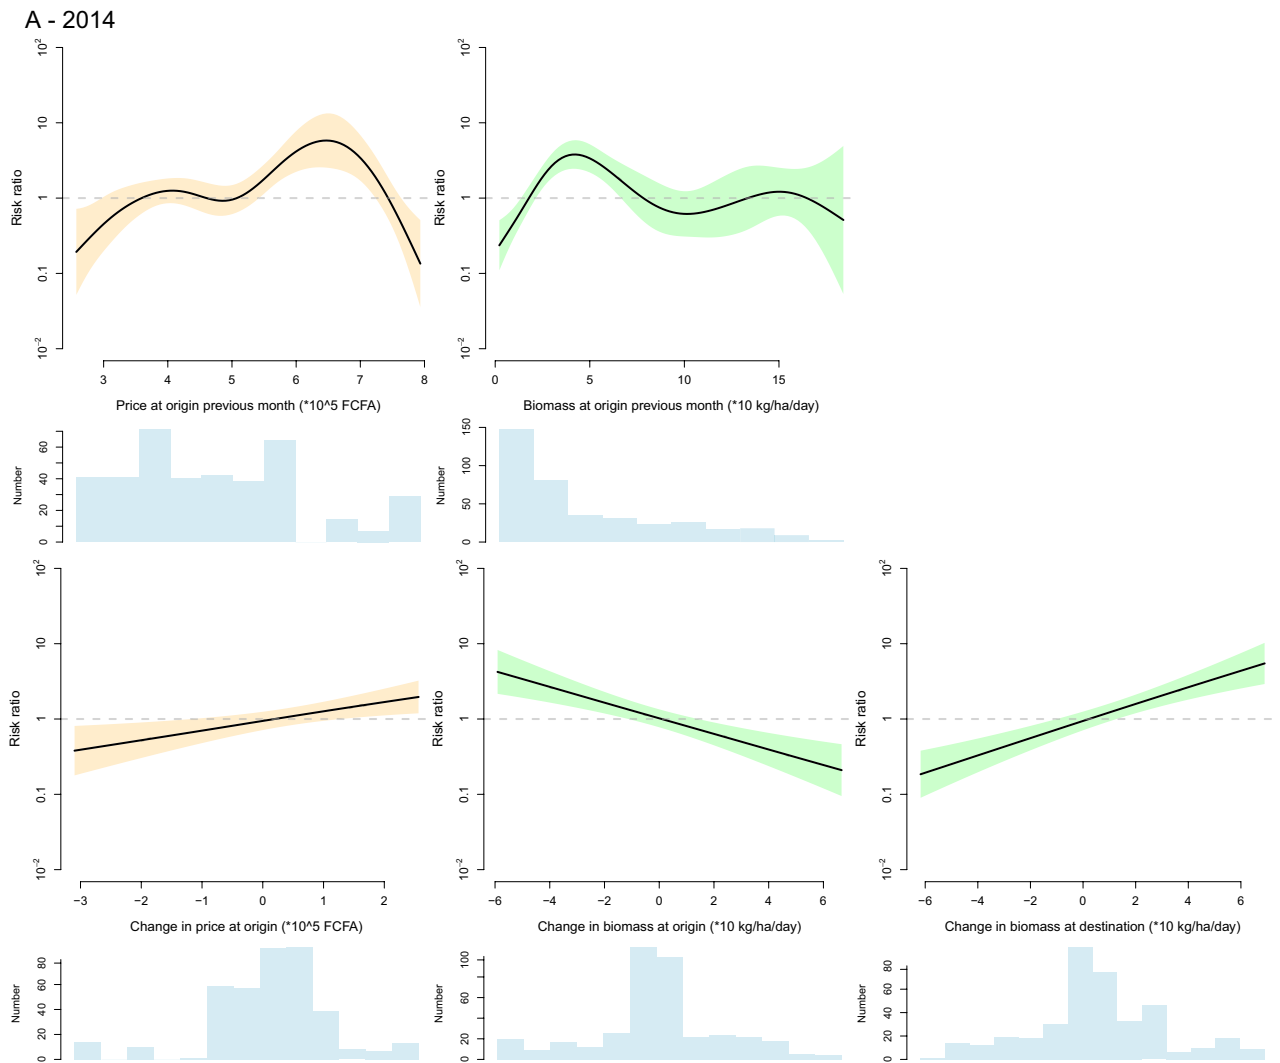 A - 2014
10^2
10
1
0.1
10^−2
Risk ratio
3 4 5 6 7 8
Price at origin previous month (*10^5 FCFA)
10^2
10
1
0.1
10^−2
Risk ratio
0 5 10 15
Biomass at origin previous month (*10 kg/ha/day)
60
40
20
0
Number
150
100
50
0
Number
10^2
10
1
0.1
10^−2
Risk ratio
−3 −2 −1 0 1 2
Change in price at origin (*10^5 FCFA)
10^2
10
1
0.1
10^−2
Risk ratio
−6 −4 −2 0 2 4 6
Change in biomass at origin (*10 kg/ha/day)
10^2
10
1
0.1
10^−2
Risk ratio
−6 −4 −2 0 2 4 6
Change in biomass at destination (*10 kg/ha/day)
80
60
40
20
0
Number
100
60
20
0
Number
80
60
40
20
0
Number